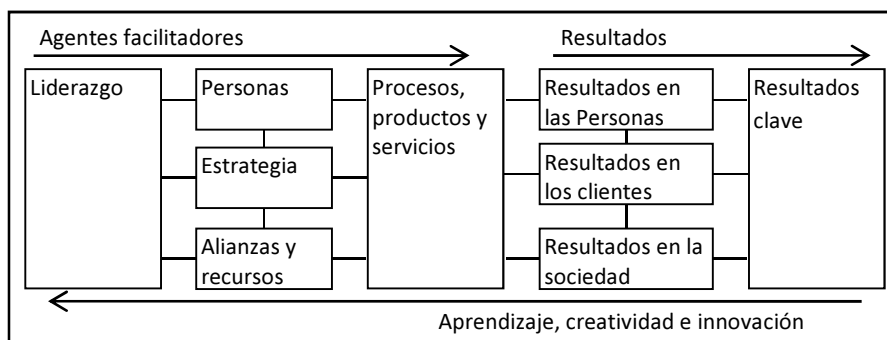 Agentes facilitadores
Resultados
Liderazgo
Personas
Estrategia
Alianzas y
recursos
Procesos,
productos y
servicios
Resultados en
las Personas
Resultados en
los clientes
Resultados en la
sociedad
Resultados
clave
Aprendizaje, creatividad e innovación